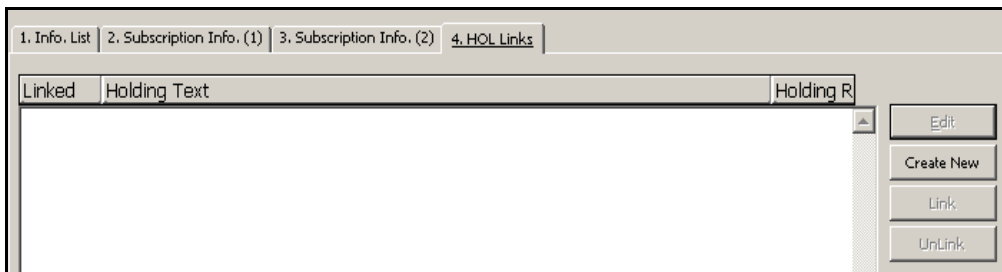 1. Info. List 2. Subscription Info. (1) 3. Subscription Info. (2) 4. HOL Links
Linked Holding Text Holding R
Edit
Create New
Link
UnLink